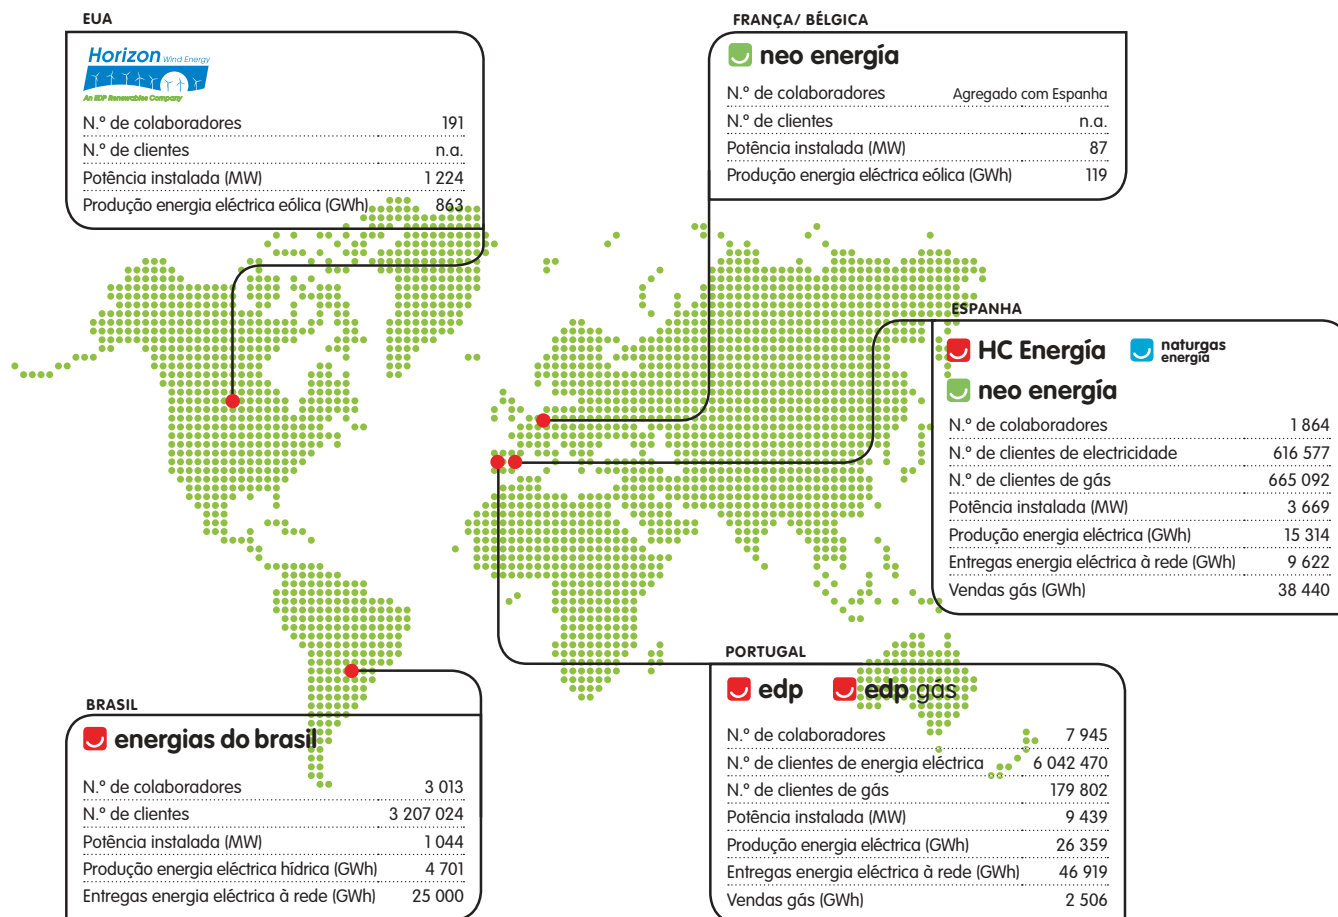 EUA
Horizon Wind Energy
An EDP Renewables Company
N.º de colaboradores 191
N.º de clientes n.a.
Potência instalada (MW) 1 224
Produção energia eléctrica eólica (GWh) 863
FRANÇA/ BÉLGICA
neo energía
N.º de colaboradores Agregado com Espanha
N.º de clientes n.a.
Potência instalada (MW) 87
Produção energia eléctrica eólica (GWh) 119
ESPANHA
HC Energía naturgas
energía
neo energía
N.º de colaboradores 1 864
N.º de clientes de electricidade 616 577
N.º de clientes de gás 665 092
Potência instalada (MW) 3 669
Produção energia eléctrica (GWh) 15 314
Entregas energia eléctrica à rede (GWh) 9 622
Vendas gás (GWh) 38 440
BRASIL
energias do brasil
N.º de colaboradores 3 013
N.º de clientes 3 207 024
Potência instalada (MW) 1 044
Produção energia eléctrica hídrica (GWh) 4 701
Entregas energia eléctrica à rede (GWh) 25 000
PORTUGAL
edp edp gás
N.º de colaboradores 7 945
N.º de clientes de energia eléctrica 6 042 470
N.º de clientes de gás 179 802
Potência instalada (MW) 9 439
Produção energia eléctrica (GWh) 26 359
Entregas energia eléctrica à rede (GWh) 46 919
Vendas gás (GWh) 2 506